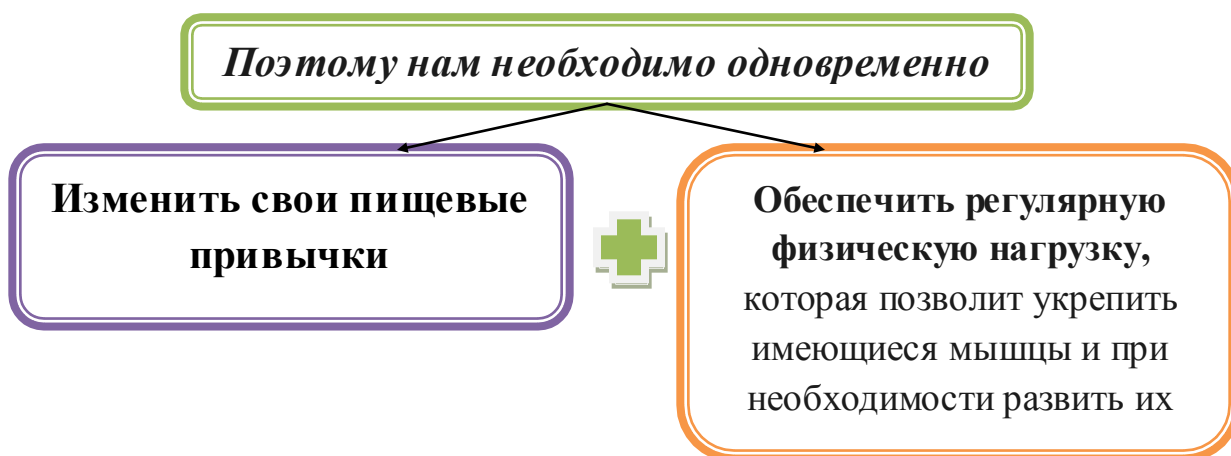 Поэтому нам необходимо одновременно
Изменить свои пищевые
привычки
Обеспечить регулярную
физическую нагрузку,
которая позволит укрепить
имеющиеся мышцы и при
необходимости развить их